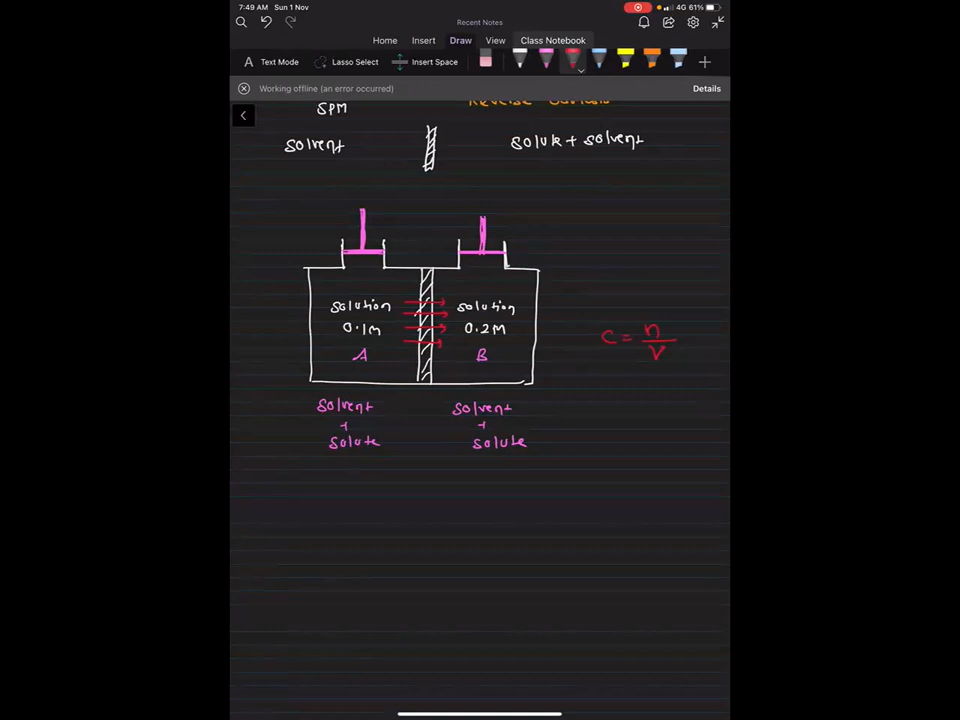 7:49 AM Sun 1 Nov
4G 61%
Recent Notes
Home Insert Draw View Class Notebook
A Text Mode Lasso Select Insert Space
Working offline (an error occurred) Details
SPM
Reverse
Solvent Solute + Solvent
Solution Solution
0.1M 0.2M
A B
C = n
V
Solvent Solvent
+ +
Solute Solute